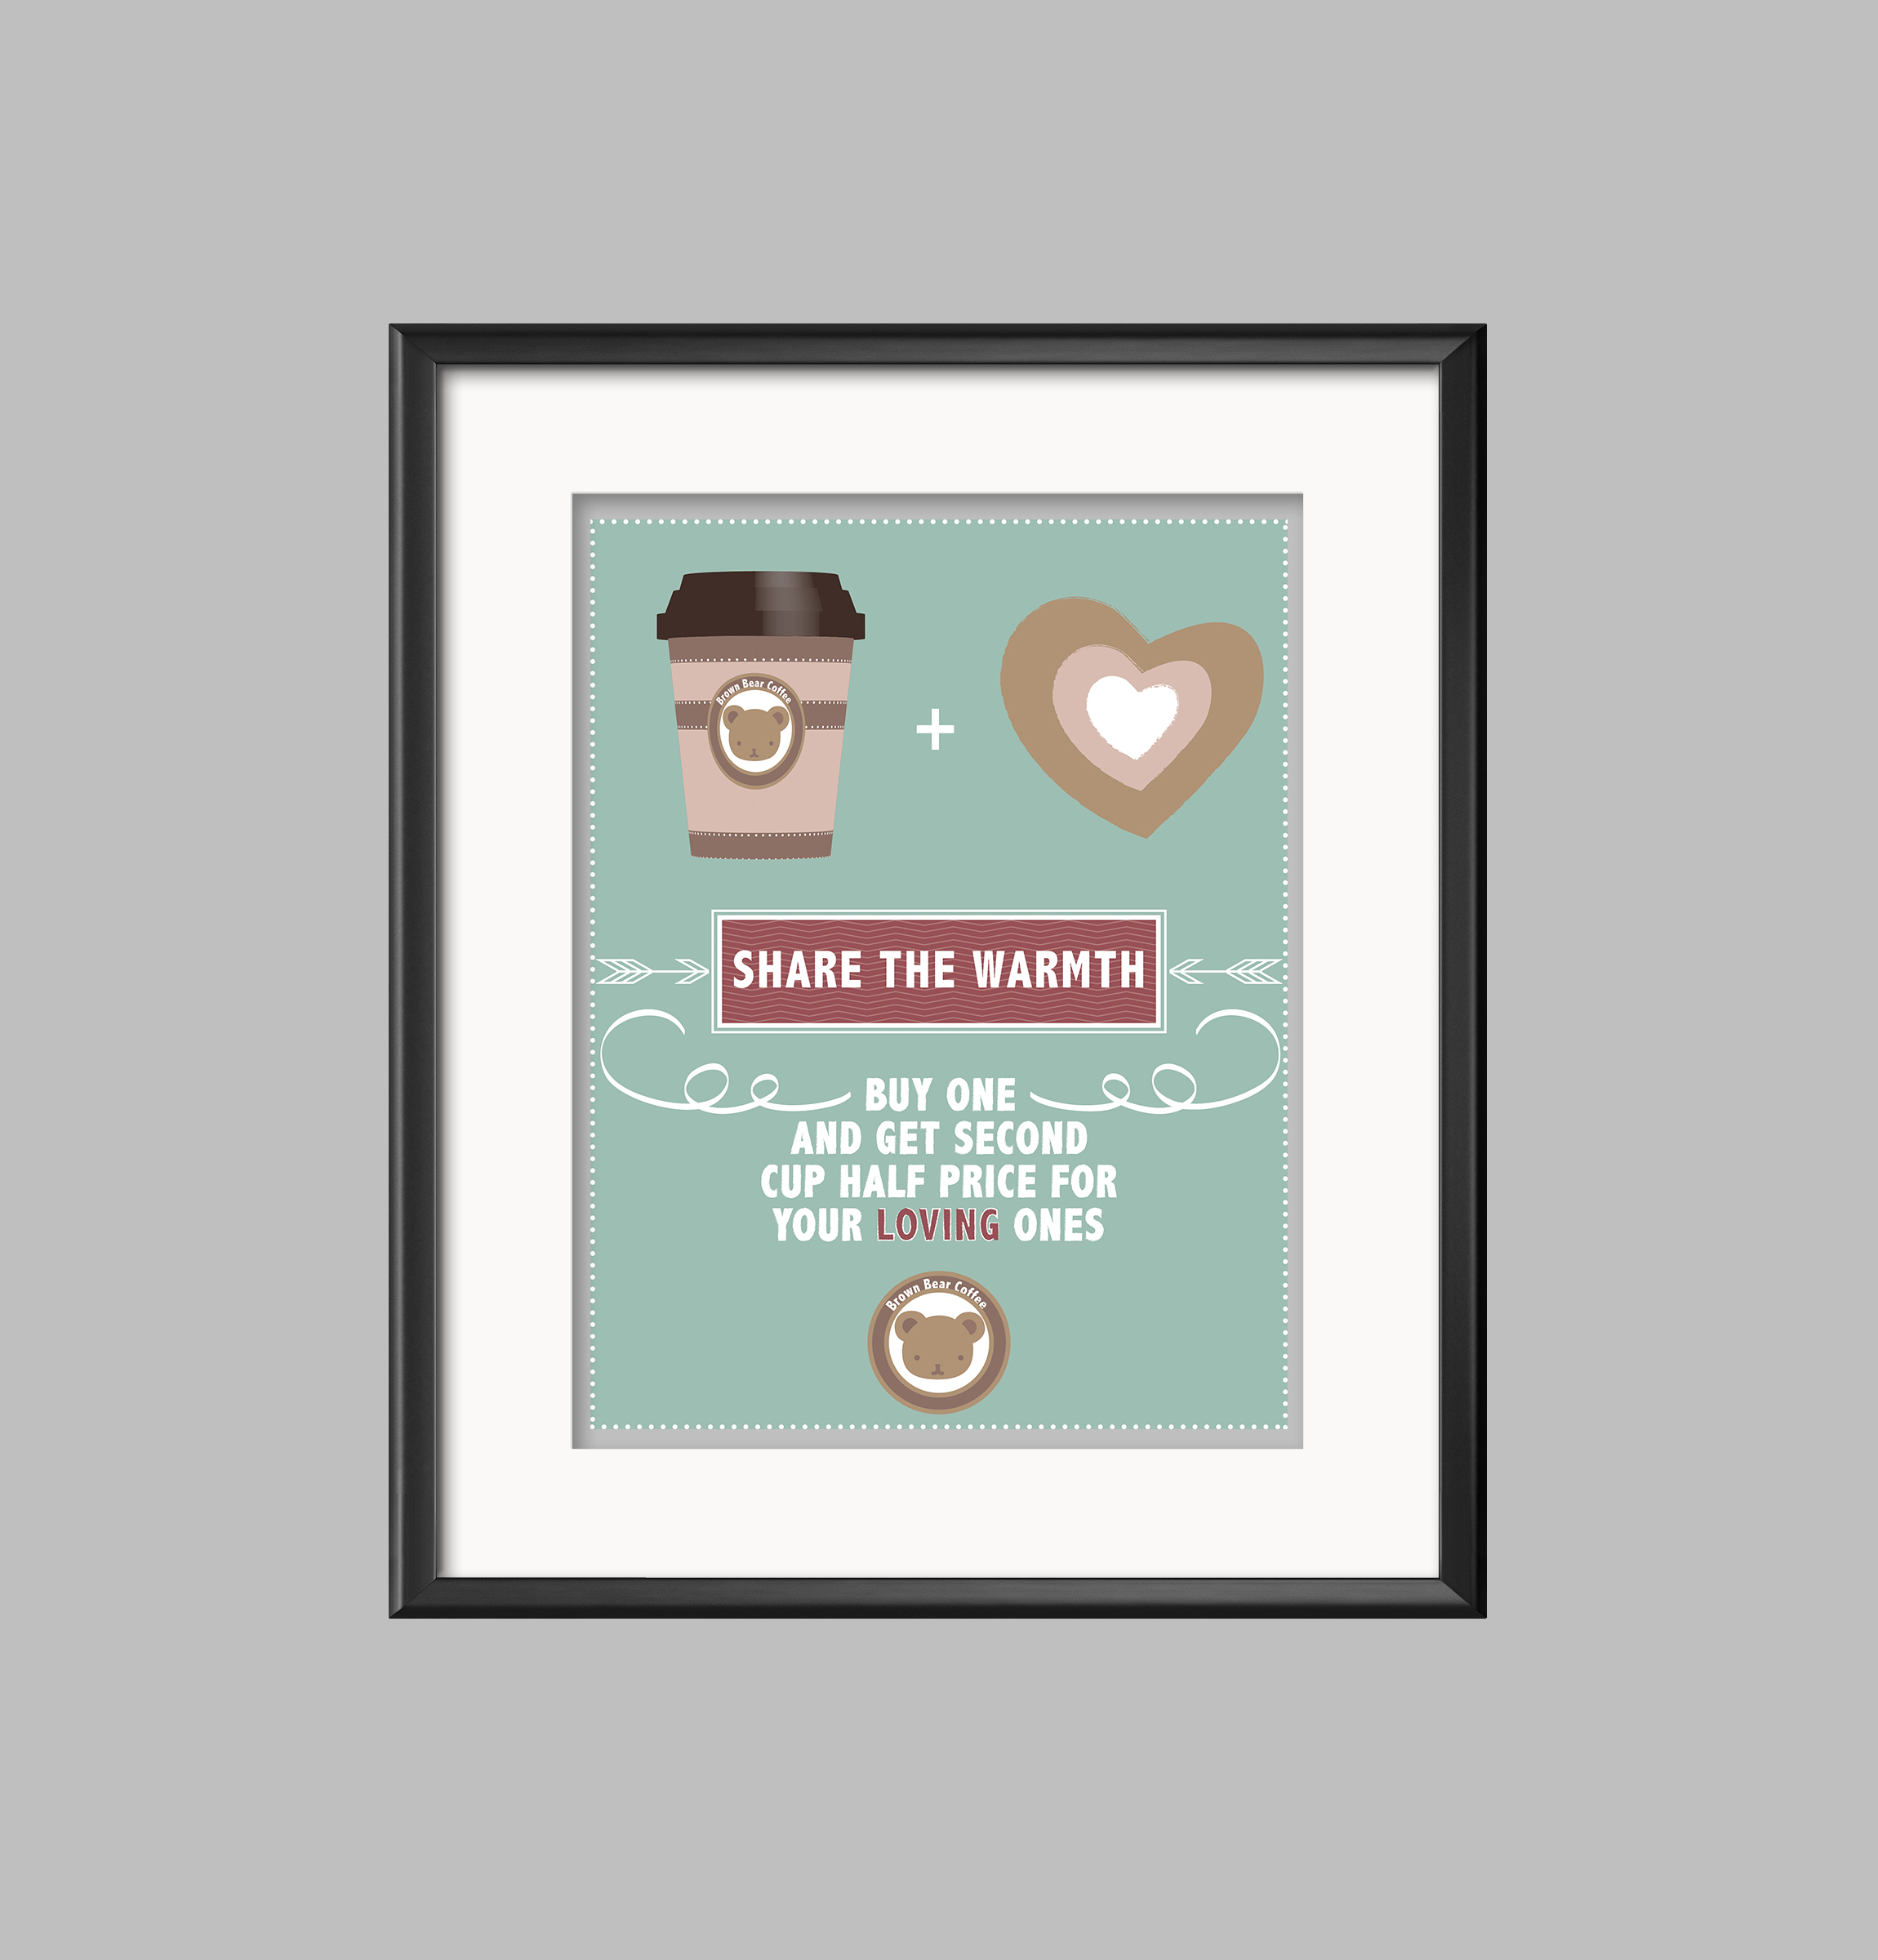 Brown Bear Coffee
+
SHARE THE WARMTH
BUY ONE
AND GET SECOND
CUP HALF PRICE FOR
YOUR LOVING ONES
Brown Bear Coffee